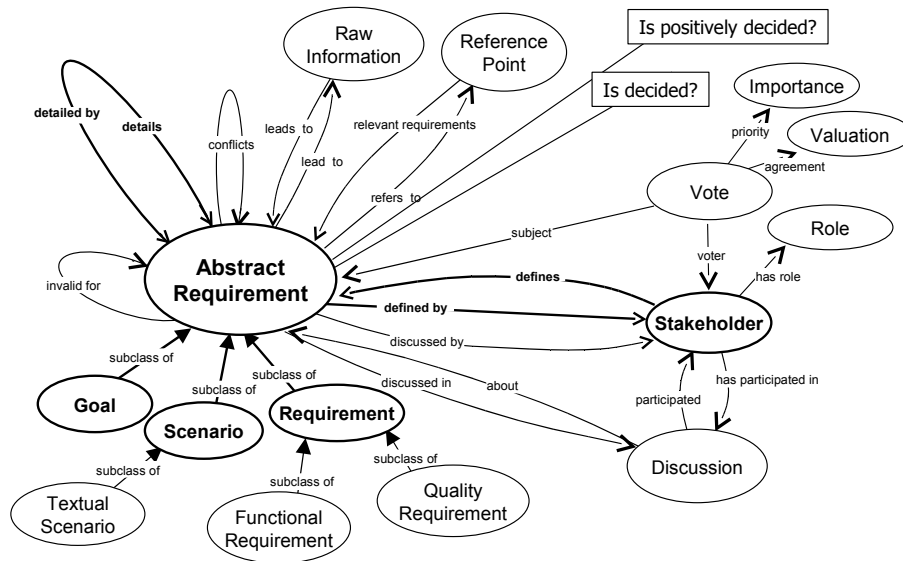 Is positively decided?
Raw
Information
Reference
Point
Is decided?
Importance
detailed by
details
conflicts
leads to
relevant requirements
lead to
priority
Valuation
agreement
Vote
refers to
Role
subject
Abstract
Requirement
voter
has role
invalid for
defines
defined by
Stakeholder
discussed by
subclass of
subclass of
subclass of
discussed in
about
participated
has participated in
Goal
Scenario
Requirement
subclass of
subclass of
subclass of
Discussion
Textual
Scenario
Functional
Requirement
Quality
Requirement